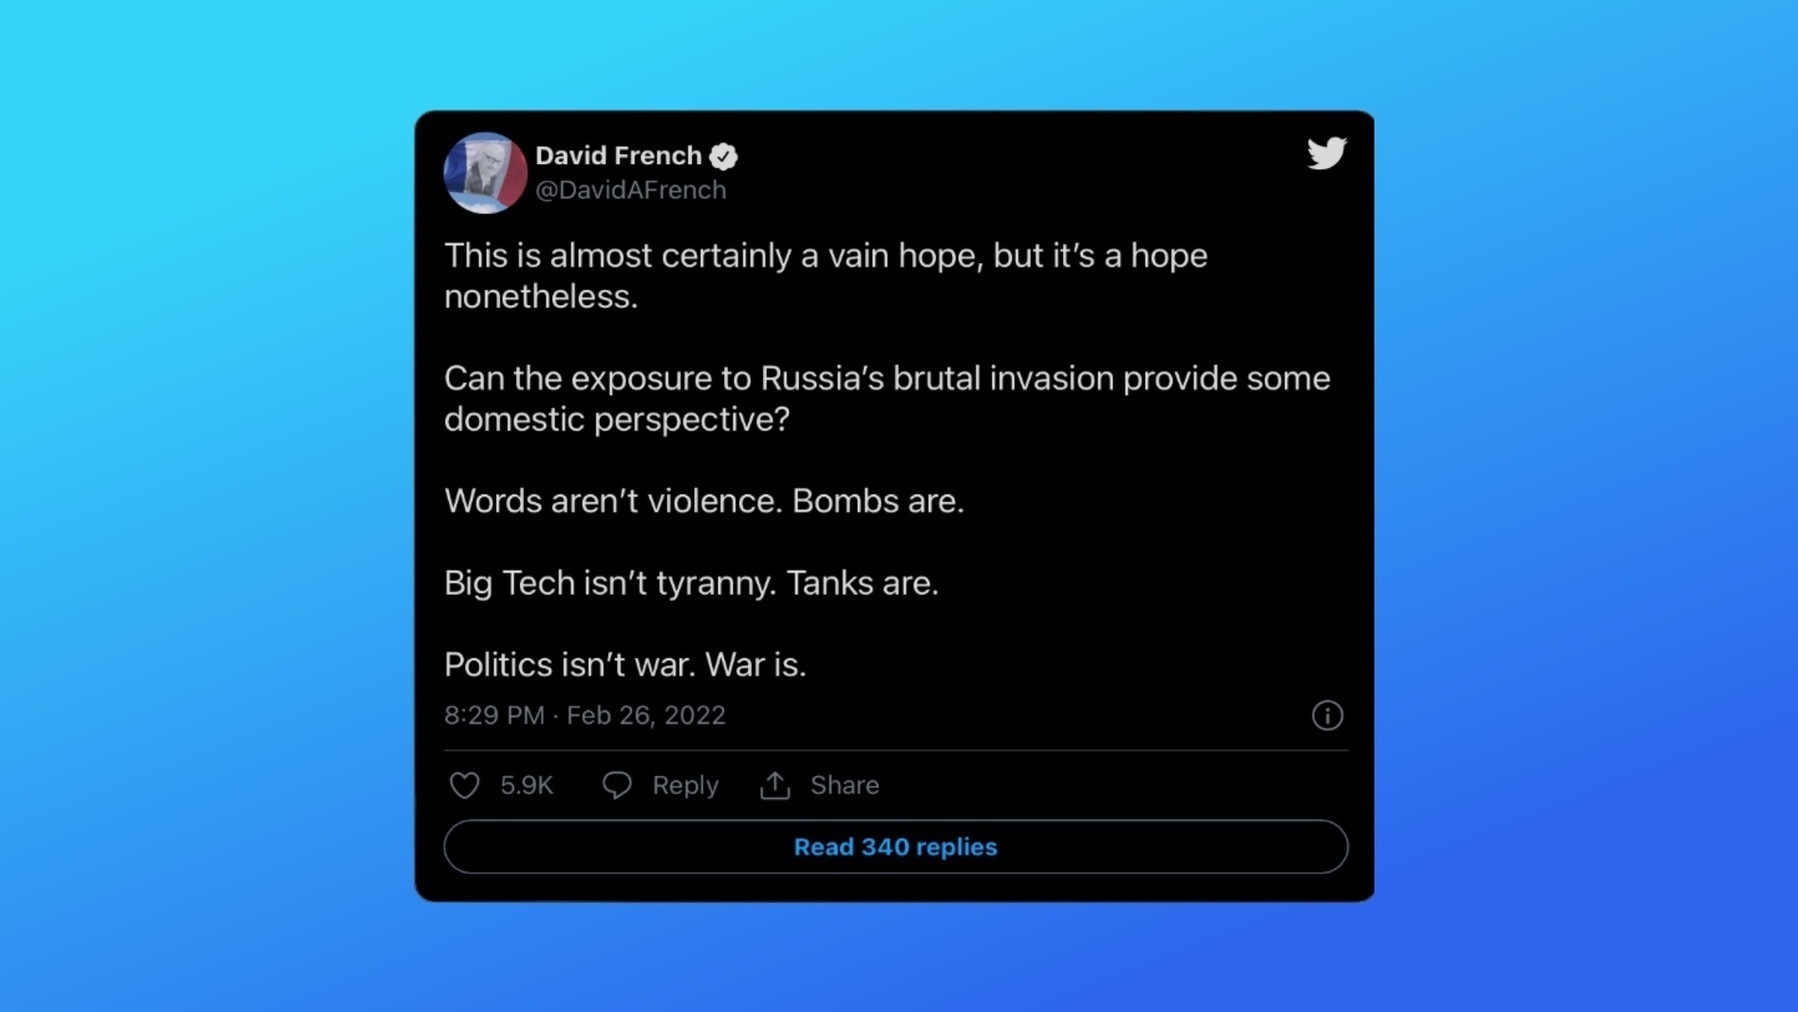 David French
@DavidAFrench
This is almost certainly a vain hope, but it’s a hope
nonetheless.
Can the exposure to Russia’s brutal invasion provide some
domestic perspective?
Words aren’t violence. Bombs are.
Big Tech isn’t tyranny. Tanks are.
Politics isn’t war. War is.
8:29 PM · Feb 26, 2022
5.9K Reply Share
Read 340 replies